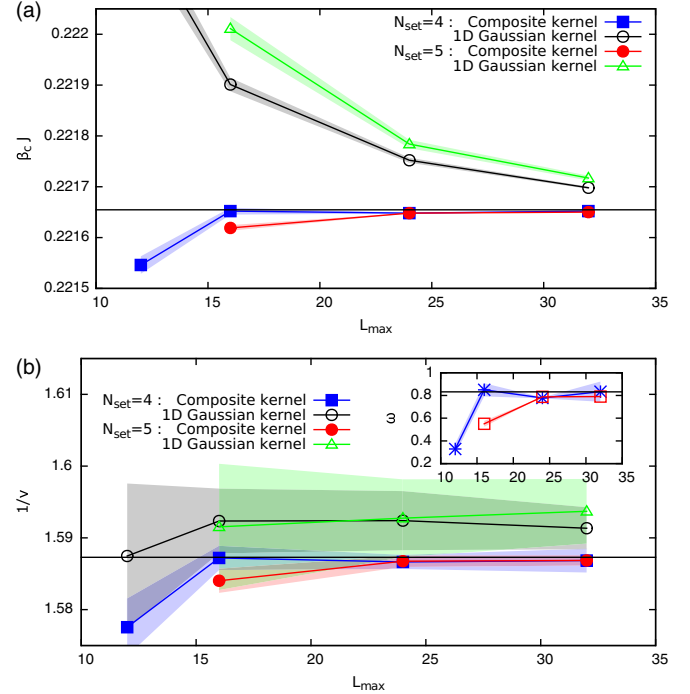 (a)
0.222
0.2219
0.2218
0.2217
0.2216
0.2215
β_c J
N_set=4 : Composite kernel
1D Gaussian kernel
N_set=5 : Composite kernel
1D Gaussian kernel
10 15 20 25 30 35
L_max
(b)
1.61
1.6
1.59
1.58
1/ν
N_set=4 : Composite kernel
1D Gaussian kernel
N_set=5 : Composite kernel
1D Gaussian kernel
1
0.8
0.6
0.4
0.2
ω
10 15 20 25 30 35
10 15 20 25 30 35
L_max